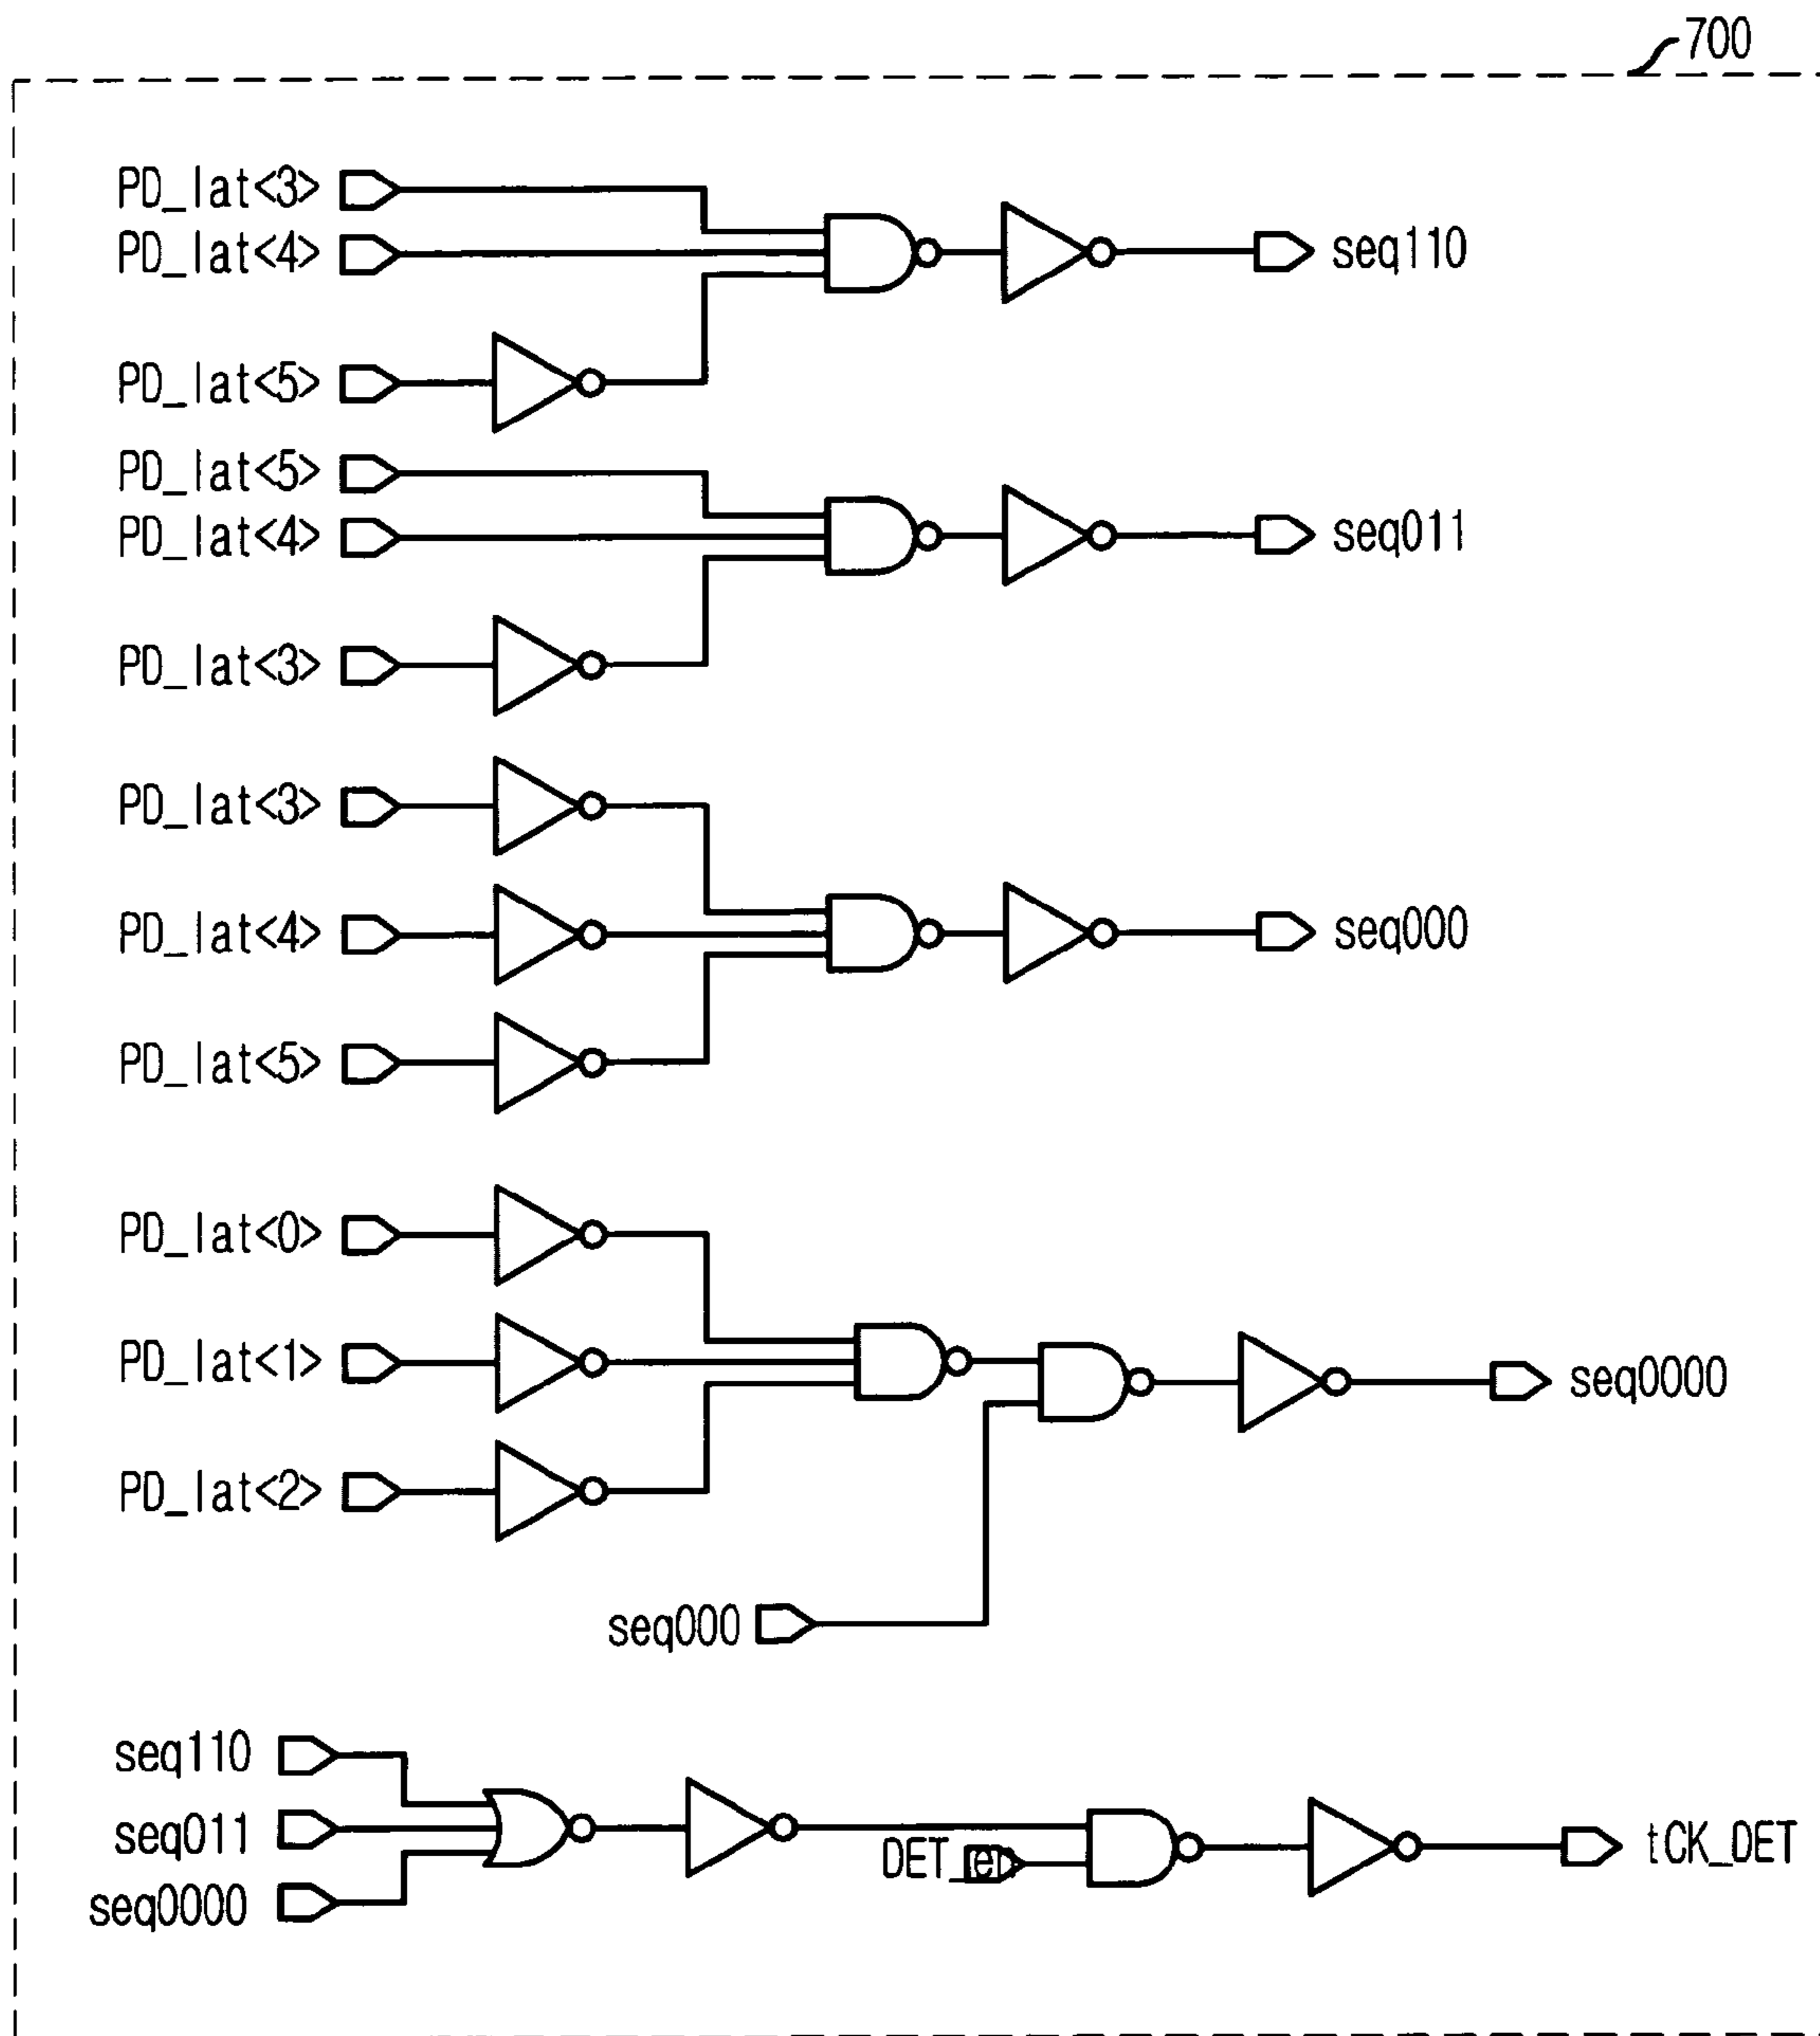 700
PD_lat<3>
PD_lat<4>
seq110
PD_lat<5>
PD_lat<5>
PD_lat<4>
seq011
PD_lat<3>
PD_lat<3>
PD_lat<4>
seq000
PD_lat<5>
PD_lat<0>
PD_lat<1>
seq0000
PD_lat<2>
seq000
seq110
seq011
seq0000
tCK_DET